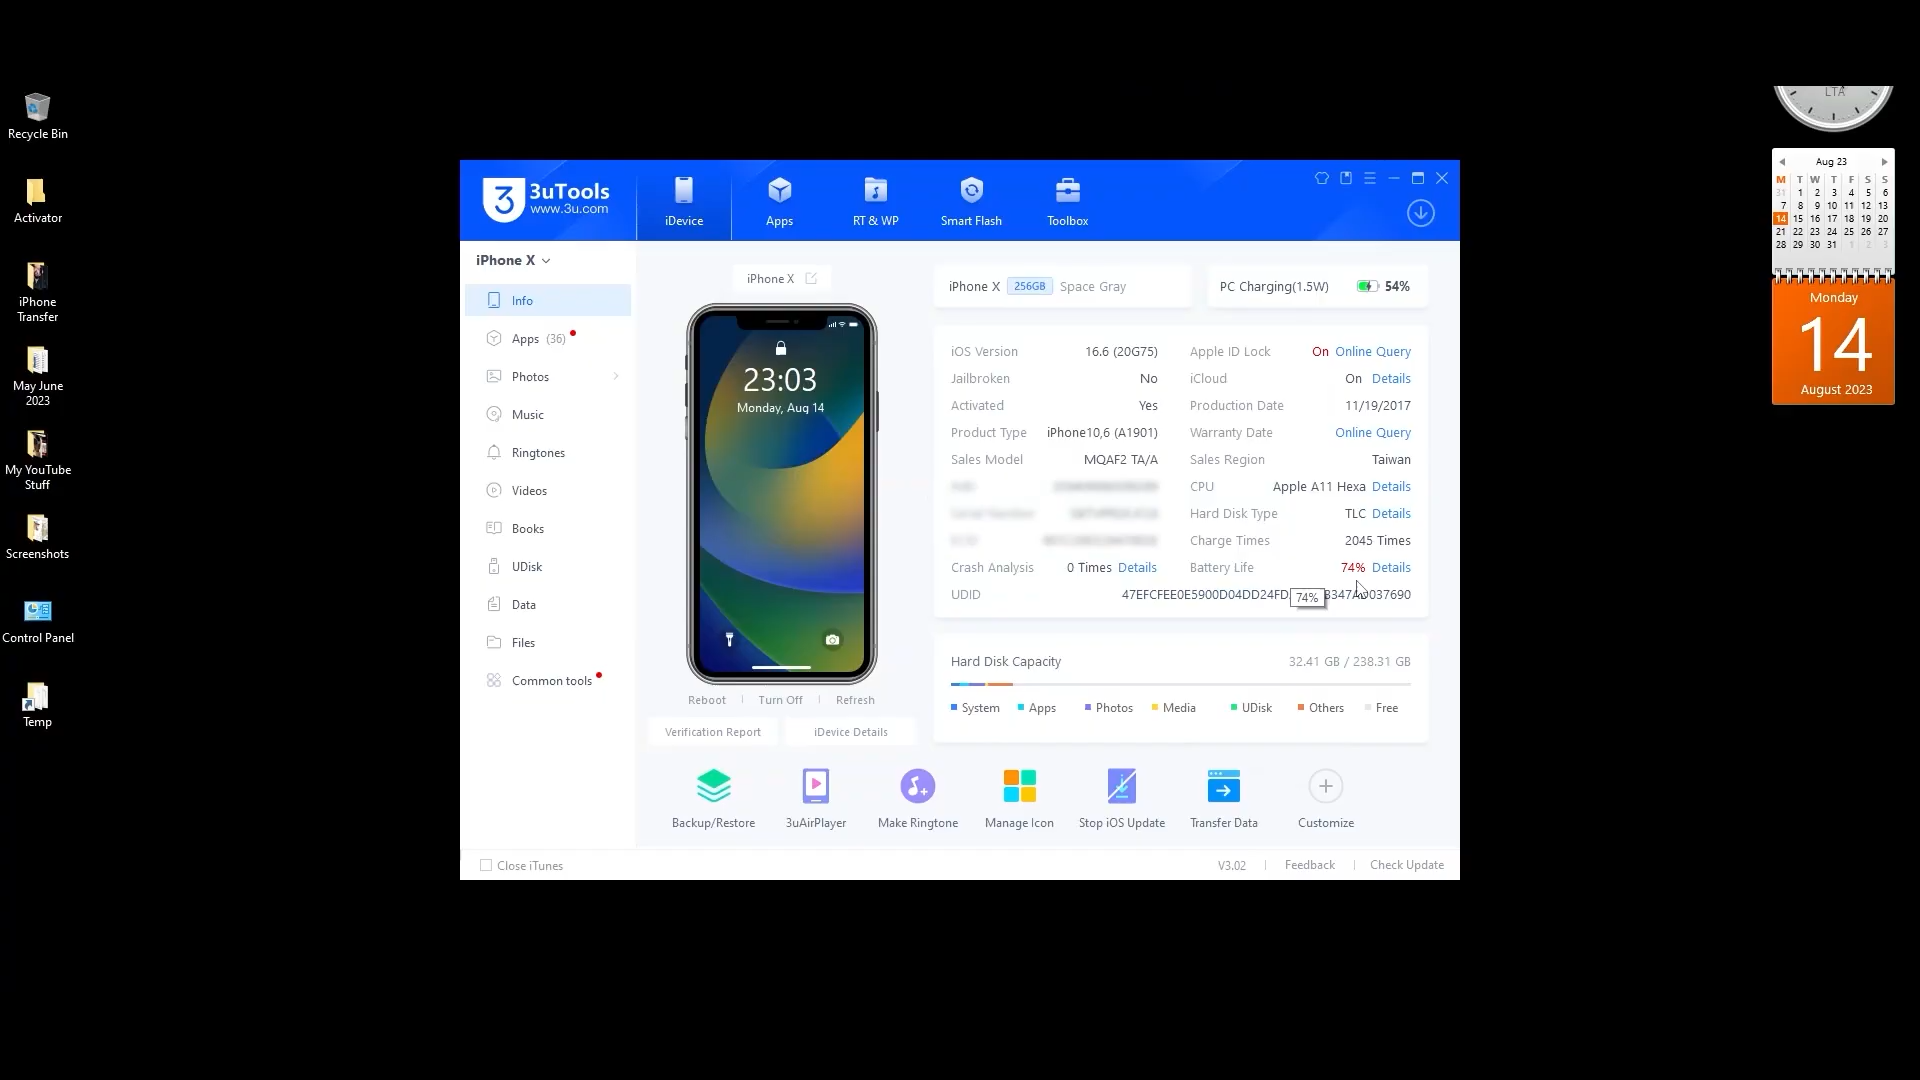 Recycle Bin
Activator
iPhone
Transfer
May June
2023
My YouTube
Stuff
Screenshots
Control Panel
Temp
3 3uTools
www.3u.com
iDevice
Apps
RT & WP
Smart Flash
Toolbox
iPhone X
Info
Apps (36)
Photos
Music
Ringtones
Videos
Books
UDisk
Data
Files
Common tools
iPhone X
23:03
Monday, Aug 14
Reboot
Turn Off
Refresh
Verification Report
iDevice Details
iPhone X 256GB Space Gray
PC Charging(1.5W) 54%
iOS Version 16.6 (20G75)
Apple ID Lock On Online Query
Jailbroken No
iCloud On Details
Activated Yes
Production Date 11/19/2017
Product Type iPhone10,6 (A1901)
Warranty Date Online Query
Sales Model MQAF2 TA/A
Sales Region Taiwan
CPU Apple A11 Hexa Details
Hard Disk Type TLC Details
Charge Times 2045 Times
Crash Analysis 0 Times Details
Battery Life 74% Details
UDID
74%
Hard Disk Capacity 32.41 GB / 238.31 GB
System Apps Photos Media UDisk Others Free
Backup/Restore
3uAirPlayer
Make Ringtone
Manage Icon
Stop iOS Update
Transfer Data
Customize
Close iTunes
V3.02
Feedback
Check Update
LTA
Aug 23
M T W T F S S
31 1 2 3 4 5 6
7 8 9 10 11 12 13
14 15 16 17 18 19 20
21 22 23 24 25 26 27
28 29 30 31 1 2 3
Monday
14
August 2023